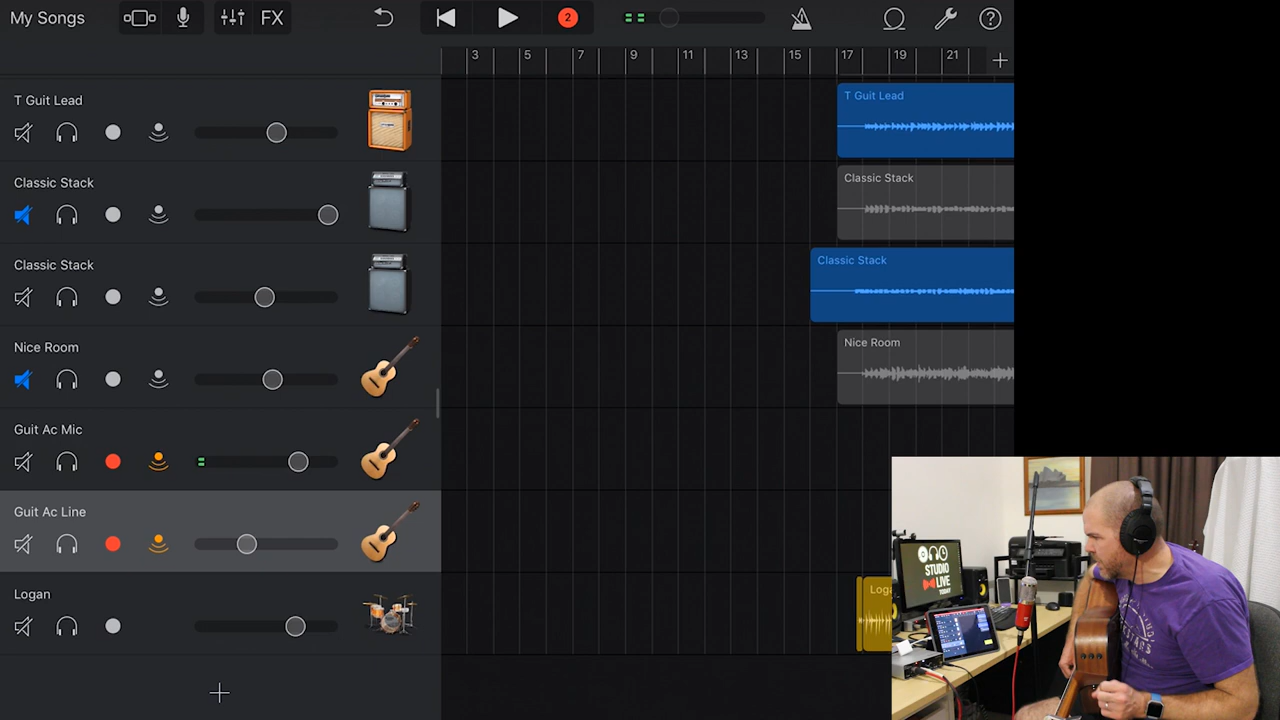 My Songs
FX
2
3 5 7 9 11 13 15 17 19 21
T Guit Lead
T Guit Lead
Classic Stack
Classic Stack
Classic Stack
Classic Stack
Nice Room
Nice Room
Guit Ac Mic
Guit Ac Line
Logan
Loga
STUDIO
LIVE
TODAY